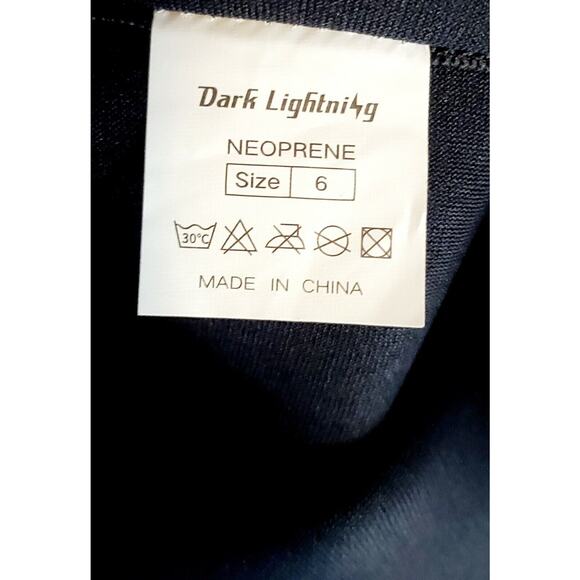 Dark Lightning
NEOPRENE
Size 6
30°C
MADE IN CHINA